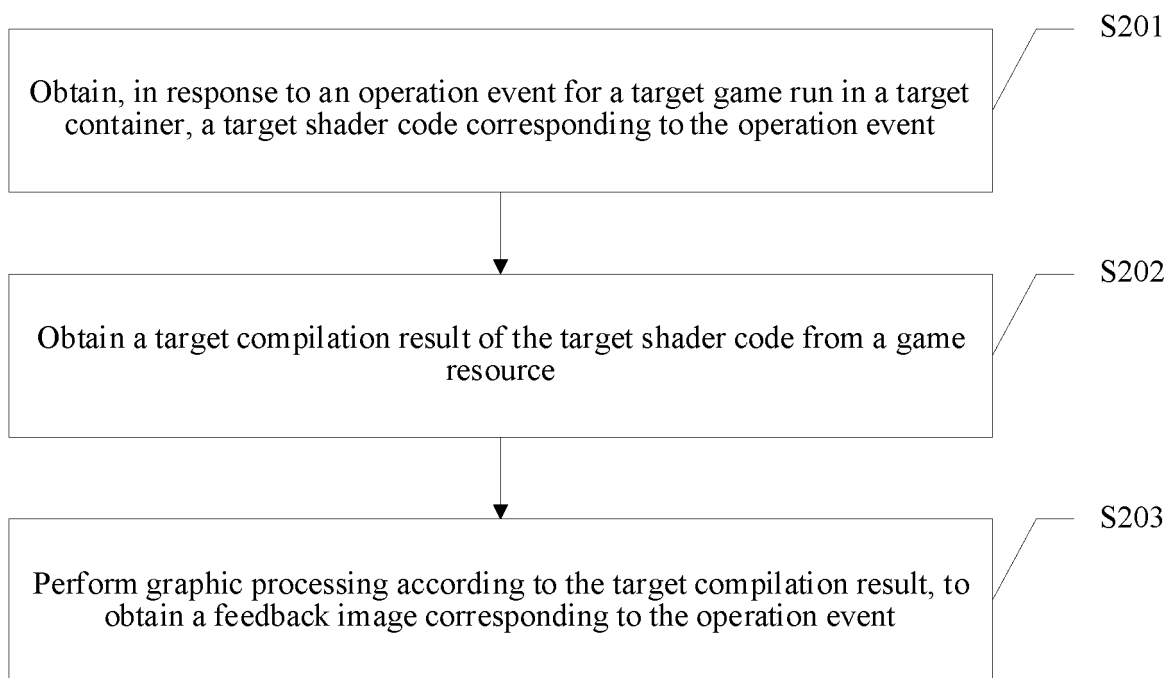 S201
Obtain, in response to an operation event for a target game run in a target
container, a target shader code corresponding to the operation event
S202
Obtain a target compilation result of the target shader code from a game
resource
S203
Perform graphic processing according to the target compilation result, to
obtain a feedback image corresponding to the operation event